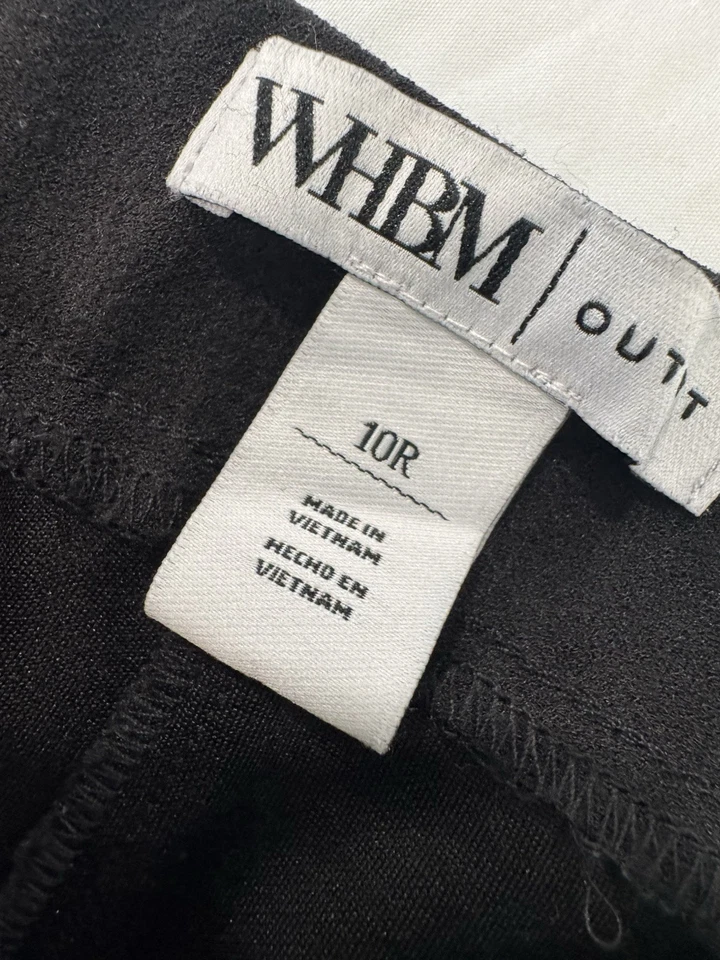 WHBM | OUT
10R
MADE IN
VIETNAM
HECHO EN
VIETNAM